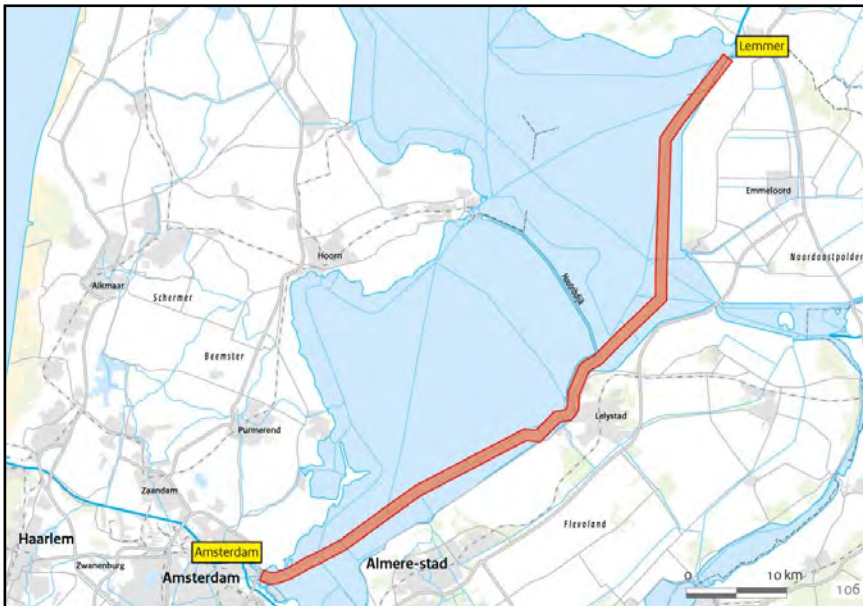 Lemmer
Emmeloord
Noordoostpolder
Hoorn
Houtribdijk
Alkmaar
Schermer
Beemster
Purmerend
Lelystad
Zaandam
Flevoland
Haarlem
Zwanenburg
Amsterdam
Amsterdam
Almere-stad
0 10 km
106